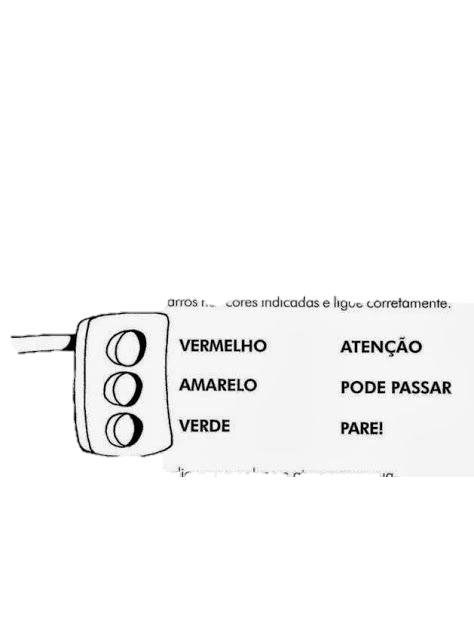 cores indicadas e ligue corretamente.
VERMELHO ATENÇÃO
AMARELO PODE PASSAR
VERDE PARE!